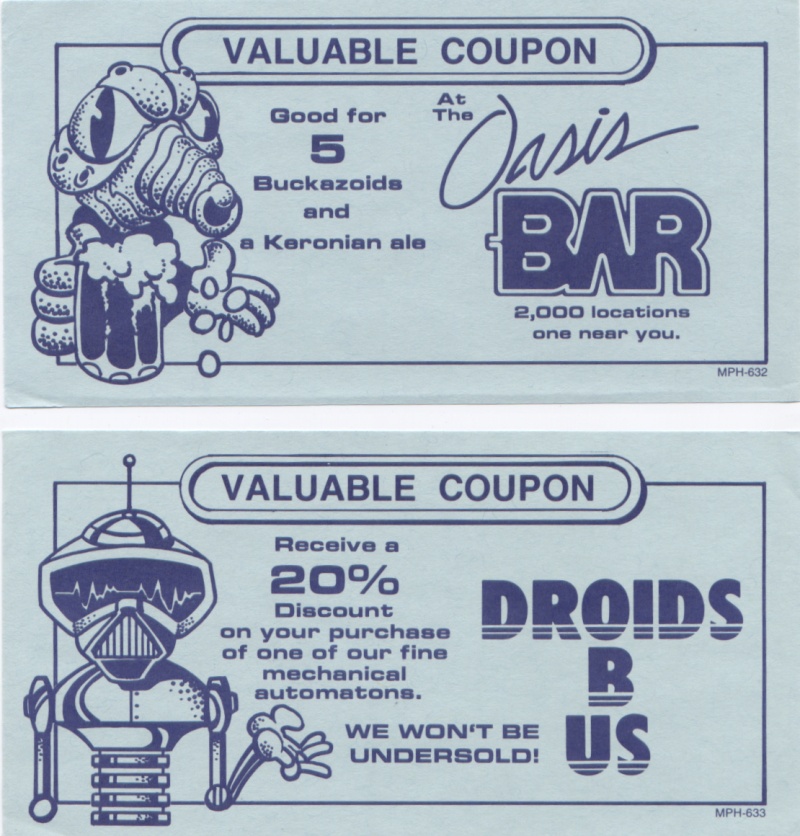 VALUABLE COUPON
Good for
5
Buckazoids
and
a Keronian ale
At
The
Oasis
BAR
2,000 locations
one near you.
MPH-632
VALUABLE COUPON
Receive a
20%
Discount
on your purchase
of one of our fine
mechanical
automatons.
WE WON'T BE
UNDERSOLD!
DROIDS
B
US
MPH-633